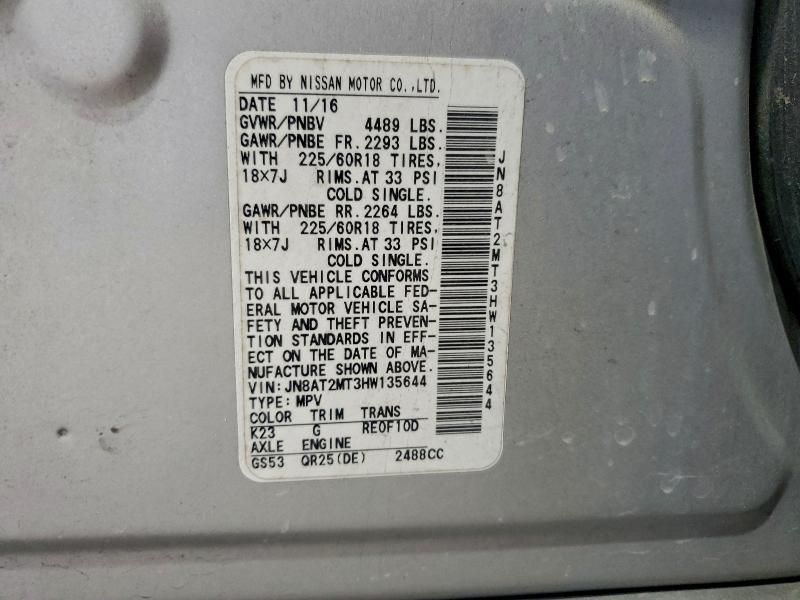 MFD BY NISSAN MOTOR CO.,LTD.
DATE 11/16
GVWR/PNBV 4489 LBS.
GAWR/PNBE FR. 2293 LBS.
WITH 225/60R18 TIRES,
18×7J RIMS. AT 33 PSI
COLD SINGLE.
GAWR/PNBE RR. 2264 LBS.
WITH 225/60R18 TIRES,
18×7J RIMS. AT 33 PSI
COLD SINGLE.
THIS VEHICLE CONFORMS
TO ALL APPLICABLE FED-
ERAL MOTOR VEHICLE SA-
FETY AND THEFT PREVEN-
TION STANDARDS IN EFF-
ECT ON THE DATE OF MA-
NUFACTURE SHOWN ABOVE.
VIN:JN8AT2MT3HW135644
TYPE: MPV
COLOR TRIM TRANS
K23 G RE0F10D
AXLE ENGINE
GS53 QR25(DE) 2488CC
JN8AT2MT3HW135644